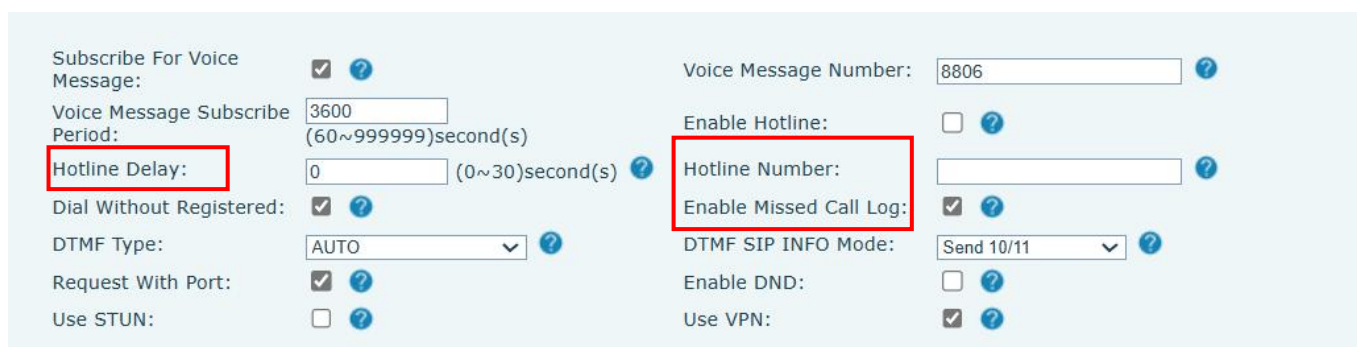 Subscribe For Voice
Message:
?
Voice Message Number:
8806
?
Voice Message Subscribe
Period:
3600
(60~999999)second(s)
Enable Hotline:
?
Hotline Delay:
0
(0~30)second(s)
?
Hotline Number:
?
Dial Without Registered:
?
Enable Missed Call Log:
?
DTMF Type:
AUTO
?
DTMF SIP INFO Mode:
Send 10/11
?
Request With Port:
?
Enable DND:
?
Use STUN:
?
Use VPN:
?